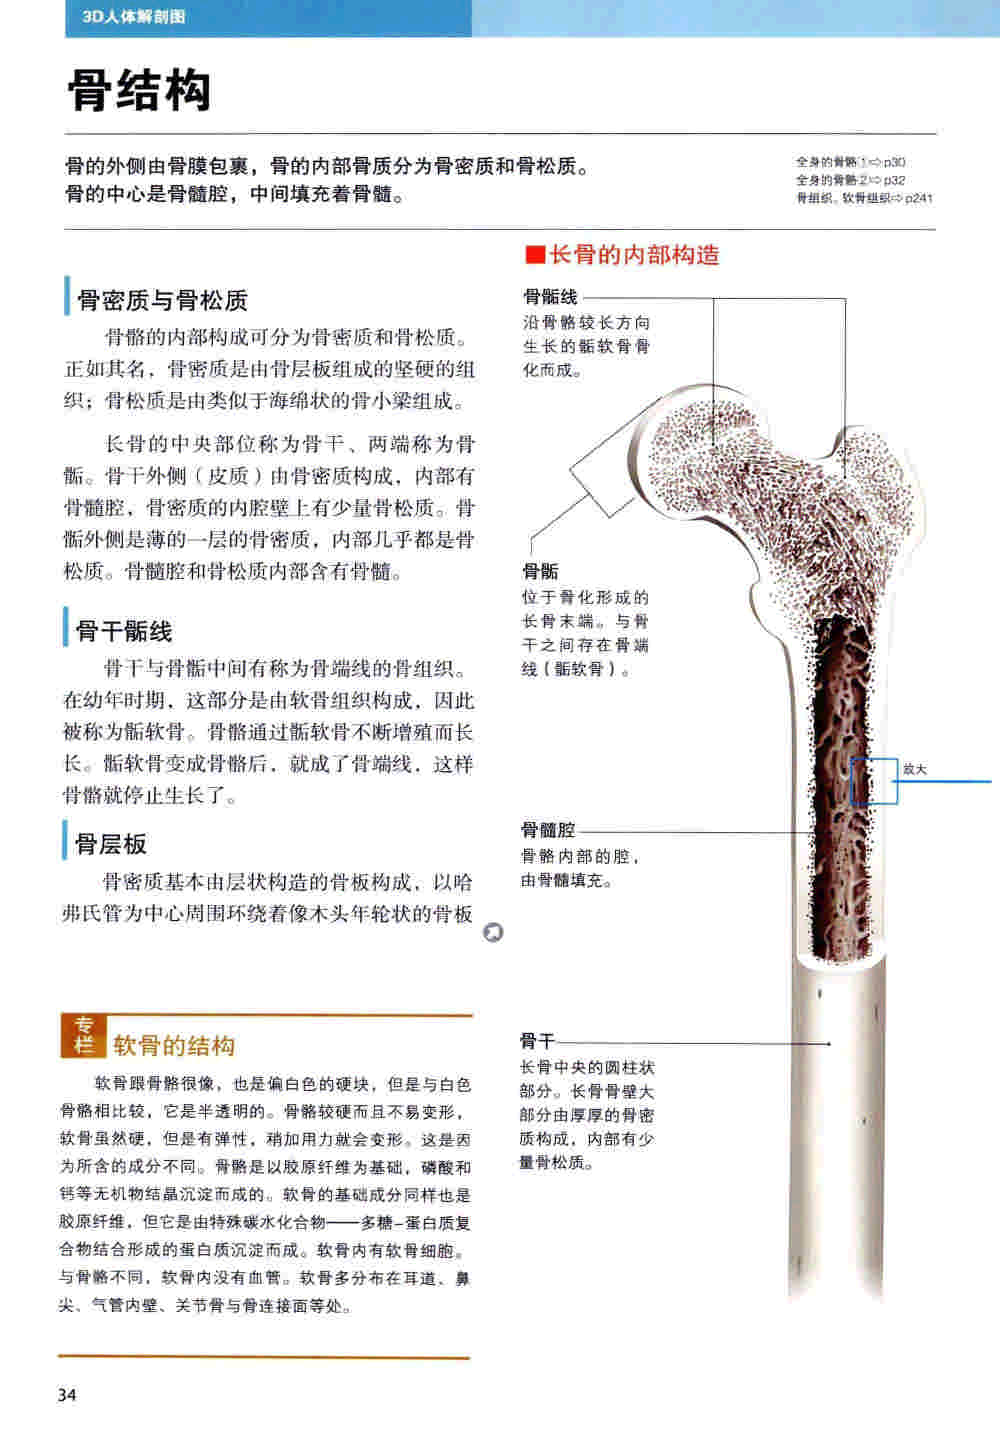 3D人体解剖图
骨结构
骨的外侧由骨膜包裹，骨的内部骨质分为骨密质和骨松质。
骨的中心是骨髓腔，中间填充着骨髓。
全身的骨骼①⇨p30
全身的骨骼②⇨p32
骨组织、软骨组织⇨p241
骨密质与骨松质
骨骼的内部构成可分为骨密质和骨松质。
正如其名，骨密质是由骨层板组成的坚硬的组
织；骨松质是由类似于海绵状的骨小梁组成。
长骨的中央部位称为骨干、两端称为骨
骺。骨干外侧（皮质）由骨密质构成，内部有
骨髓腔，骨密质的内腔壁上有少量骨松质。骨
骺外侧是薄的一层的骨密质，内部几乎都是骨
松质。骨髓腔和骨松质内部含有骨髓。
骨干骺线
骨干与骨骺中间有称为骨端线的骨组织。
在幼年时期，这部分是由软骨组织构成，因此
被称为骺软骨。骨骼通过骺软骨不断增殖而长
长。骺软骨变成骨骼后，就成了骨端线，这样
骨骼就停止生长了。
骨层板
骨密质基本由层状构造的骨板构成，以哈
弗氏管为中心周围环绕着像木头年轮状的骨板
专栏
软骨的结构
软骨跟骨骼很像，也是偏白色的硬块，但是与白色
骨骼相比较，它是半透明的。骨骼较硬而且不易变形，
软骨虽然硬，但是有弹性，稍加用力就会变形。这是因
为所含的成分不同。骨骼是以胶原纤维为基础，磷酸和
钙等无机物结晶沉淀而成的。软骨的基础成分同样也是
胶原纤维，但它是由特殊碳水化合物——多糖–蛋白质复
合物结合形成的蛋白质沉淀而成。软骨内有软骨细胞。
与骨骼不同，软骨内没有血管。软骨多分布在耳道、鼻
尖、气管内壁、关节骨与骨连接面等处。
■长骨的内部构造
骨骺线
沿骨骼较长方向
生长的骺软骨骨
化而成。
骨骺
位于骨化形成的
长骨末端。与骨
干之间存在骨端
线（骺软骨）。
放大
骨髓腔
骨骼内部的腔，
由骨髓填充。
骨干
长骨中央的圆柱状
部分。长骨骨壁大
部分由厚厚的骨密
质构成，内部有少
量骨松质。
34